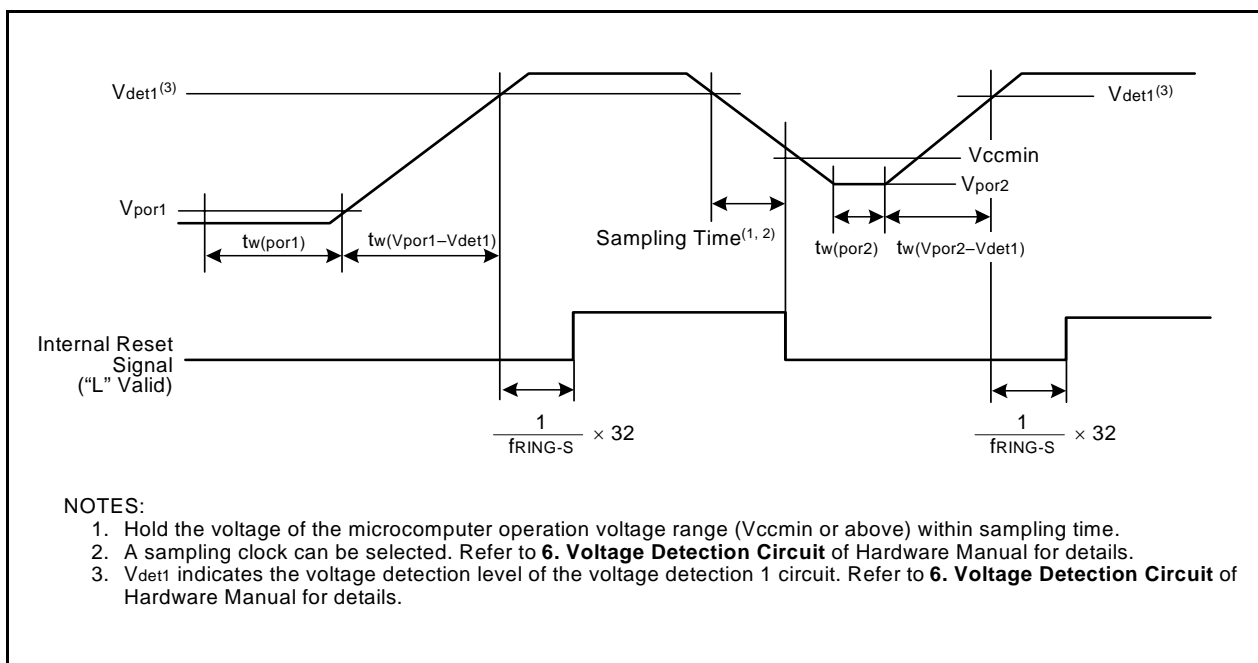 Vdet1(3)
Vdet1(3)
Vccmin
Vpor2
Vpor1
tw(por1)
tw(Vpor1–Vdet1)
Sampling Time(1, 2)
tw(por2)
tw(Vpor2–Vdet1)
Internal Reset
Signal
(“L” Valid)
1
fRING-S
× 32
1
fRING-S
× 32
NOTES:
1. Hold the voltage of the microcomputer operation voltage range (Vccmin or above) within sampling time.
2. A sampling clock can be selected. Refer to 6. Voltage Detection Circuit of Hardware Manual for details.
3. Vdet1 indicates the voltage detection level of the voltage detection 1 circuit. Refer to 6. Voltage Detection Circuit of
Hardware Manual for details.